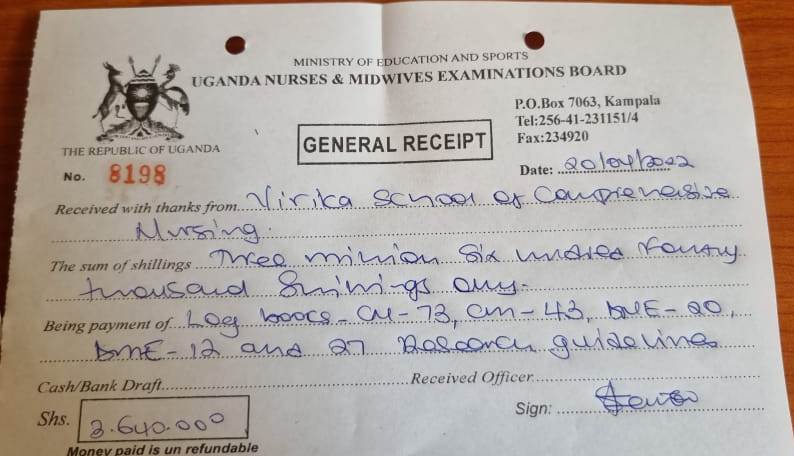 MINISTRY OF EDUCATION AND SPORTS
UGANDA NURSES & MIDWIVES EXAMINATIONS BOARD
P.O.Box 7063, Kampala
Tel:256-41-231151/4
Fax:234920
THE REPUBLIC OF UGANDA
GENERAL RECEIPT
No. 8198
Date: 20/04/2022
Received with thanks from Virika School of Comprehensive
Nursing.
The sum of shillings Three million Six hundred Fourty
thousand Shillings only.
Being payment of Log books - CN - 73, CM - 43, DNE - 20,
DME - 12 and 27 Research guidelines
Cash/Bank Draft Received Officer
Shs. 3.640.000
Sign:
Money paid is un refundable